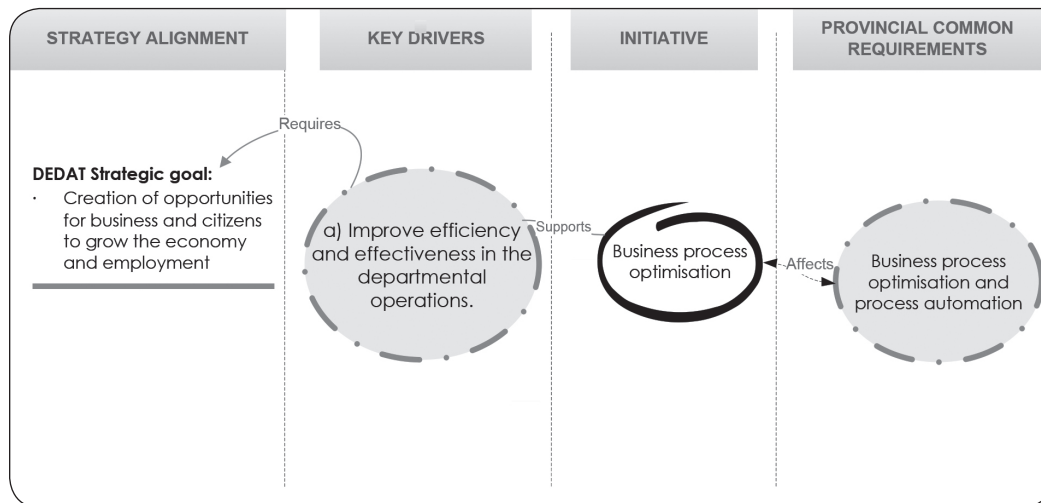 STRATEGY ALIGNMENT
KEY DRIVERS
INITIATIVE
PROVINCIAL COMMON
REQUIREMENTS
Requires
DEDAT Strategic goal:
· Creation of opportunities
for business and citizens
to grow the economy
and employment
a) Improve efficiency
and effectiveness in the
departmental
operations.
Supports
Business process
optimisation
Affects
Business process
optimisation and
process automation